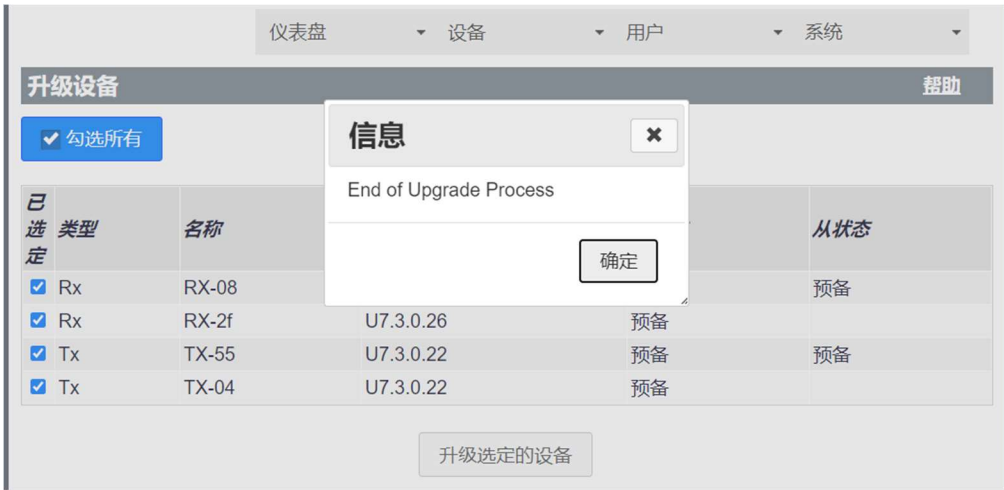 仪表盘 设备 用户 系统
升级设备 帮助
勾选所有
信息
End of Upgrade Process
确定
已选定 类型 名称 从状态
Rx RX-08 预备
Rx RX-2f U7.3.0.26 预备
Tx TX-55 U7.3.0.22 预备 预备
Tx TX-04 U7.3.0.22 预备
升级选定的设备